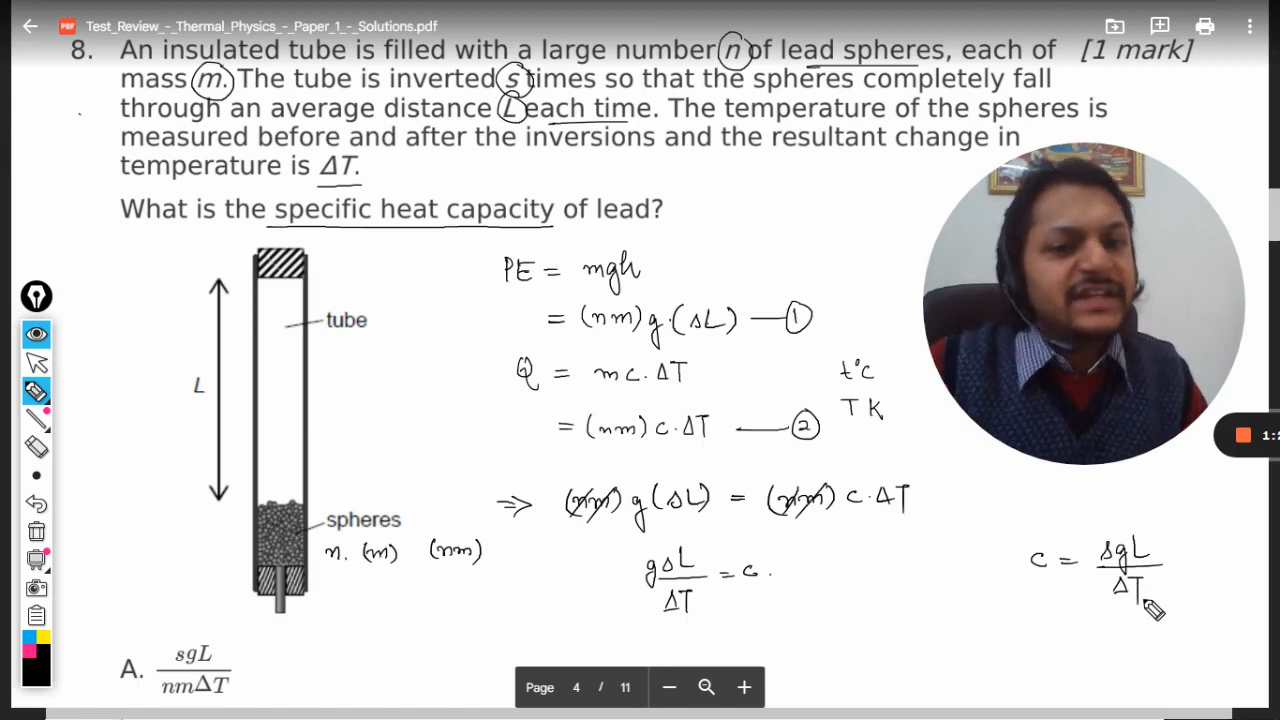 Test_Review_-_Thermal_Physics_-_Paper_1_-_Solutions.pdf
8. An insulated tube is filled with a large number n of lead spheres, each of [1 mark]
mass m. The tube is inverted s times so that the spheres completely fall
through an average distance L each time. The temperature of the spheres is
measured before and after the inversions and the resultant change in
temperature is ΔT.
What is the specific heat capacity of lead?
tube
L
spheres
n. (m) (nm)
PE = mgh
= (nm) g.(sL) — 1
Q = mc.ΔT
t°C
T K
= (nm) c.ΔT — 2
⇒ (nm) g(sL) = (nm) c.ΔT
gsL/ΔT = c.
c = sgL/ΔT
A. sgL/nmΔT
Page 4 / 11
PDF